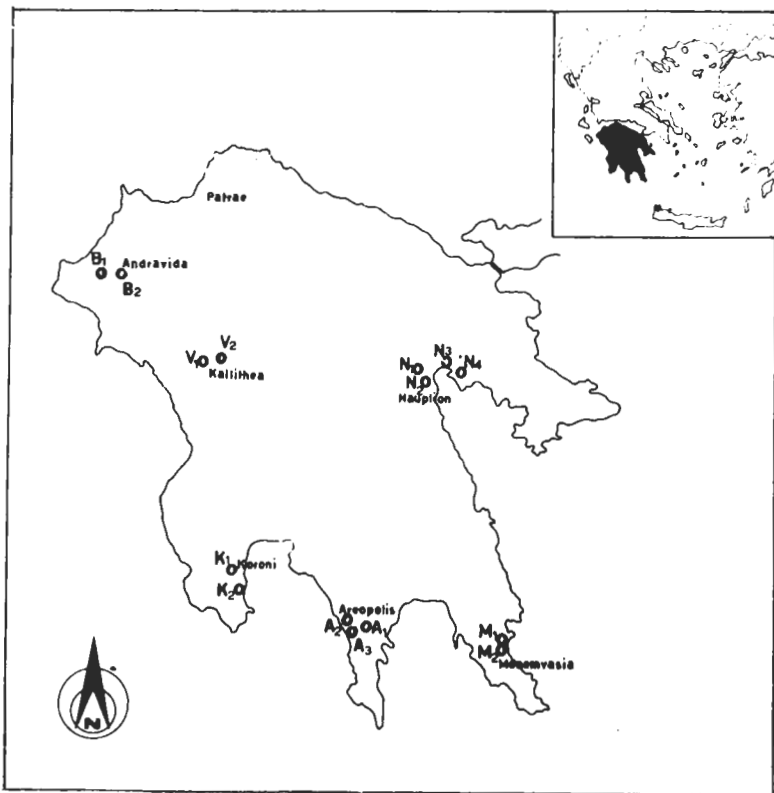 Patrae
B1 Andravida
B2
V1 V2
Kallithea
N1 N3 N4
N
Nauplion
K1 Koroni
K2
Areopolis
A2 A1
A3
M1
M2 Monemvasia
N